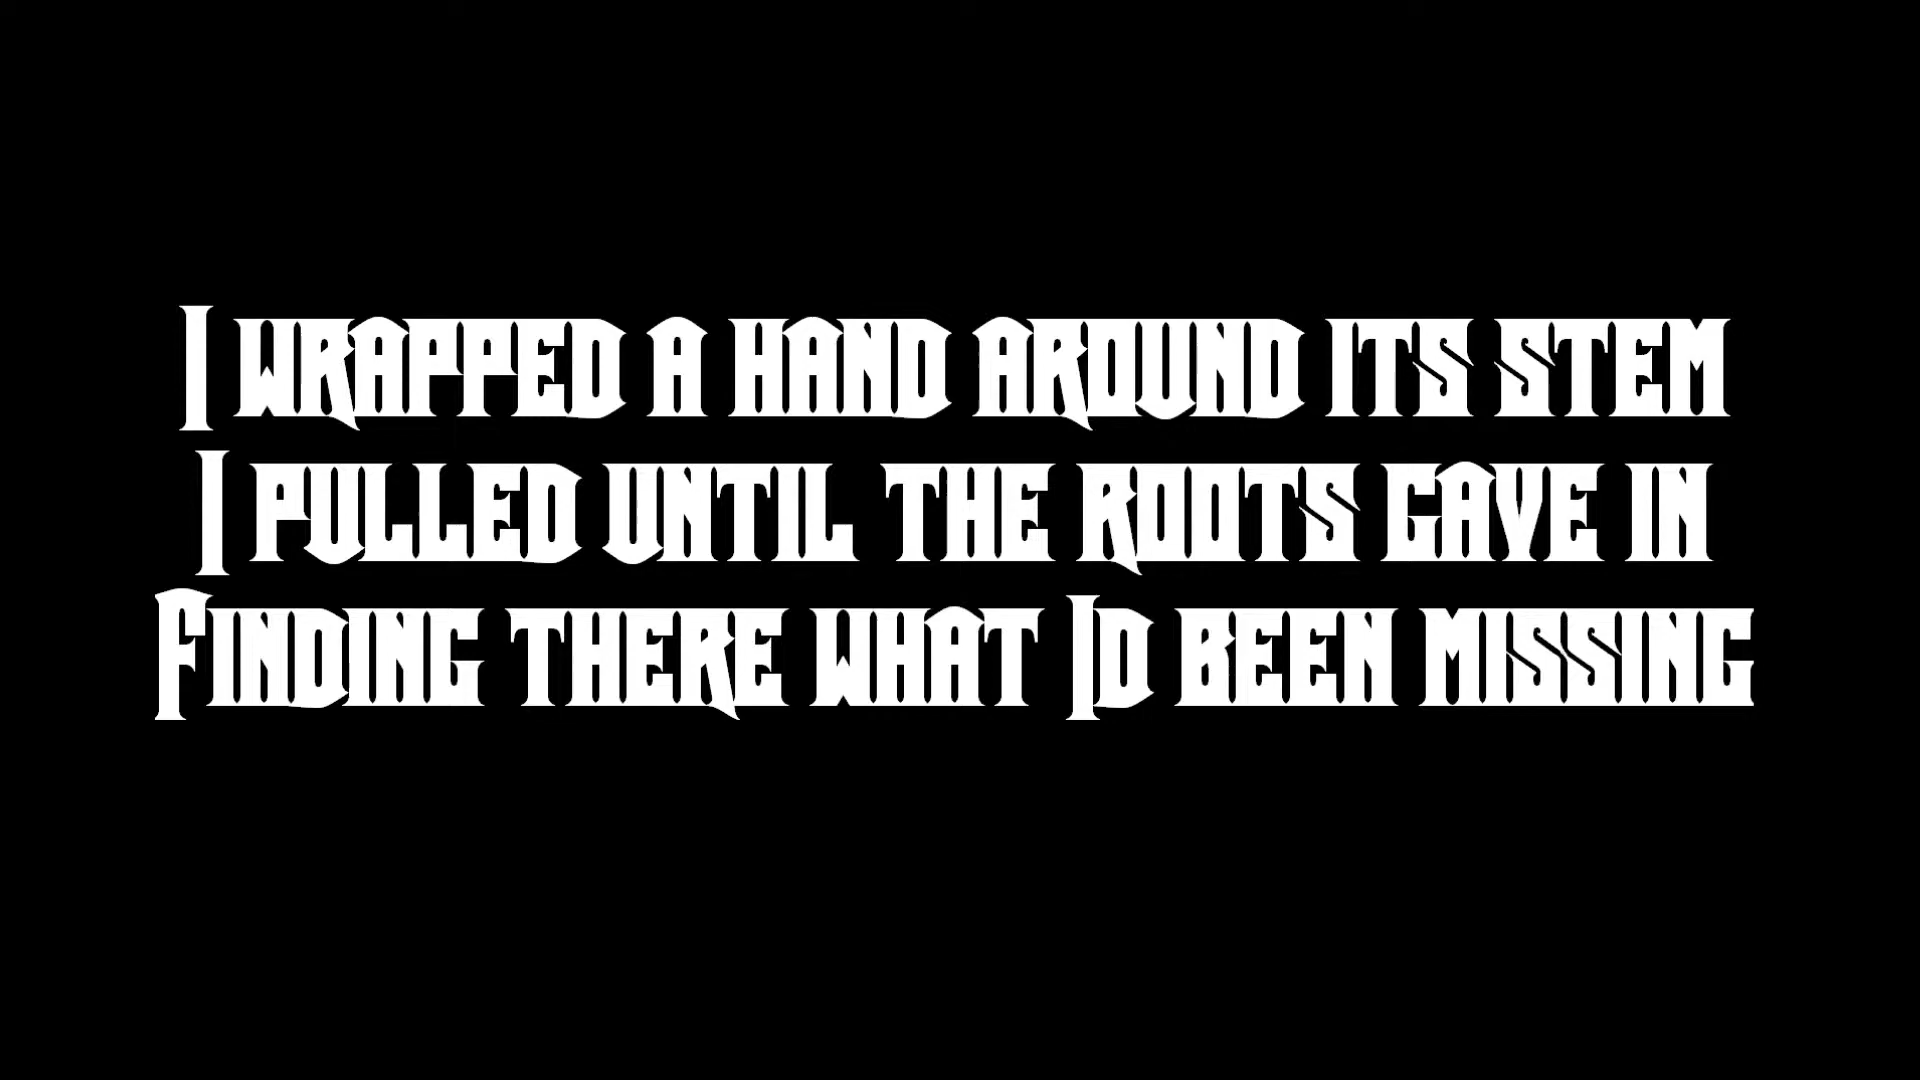 I wrapped a hand around its stem
I pulled until the roots gave in
Finding there what Id been missing